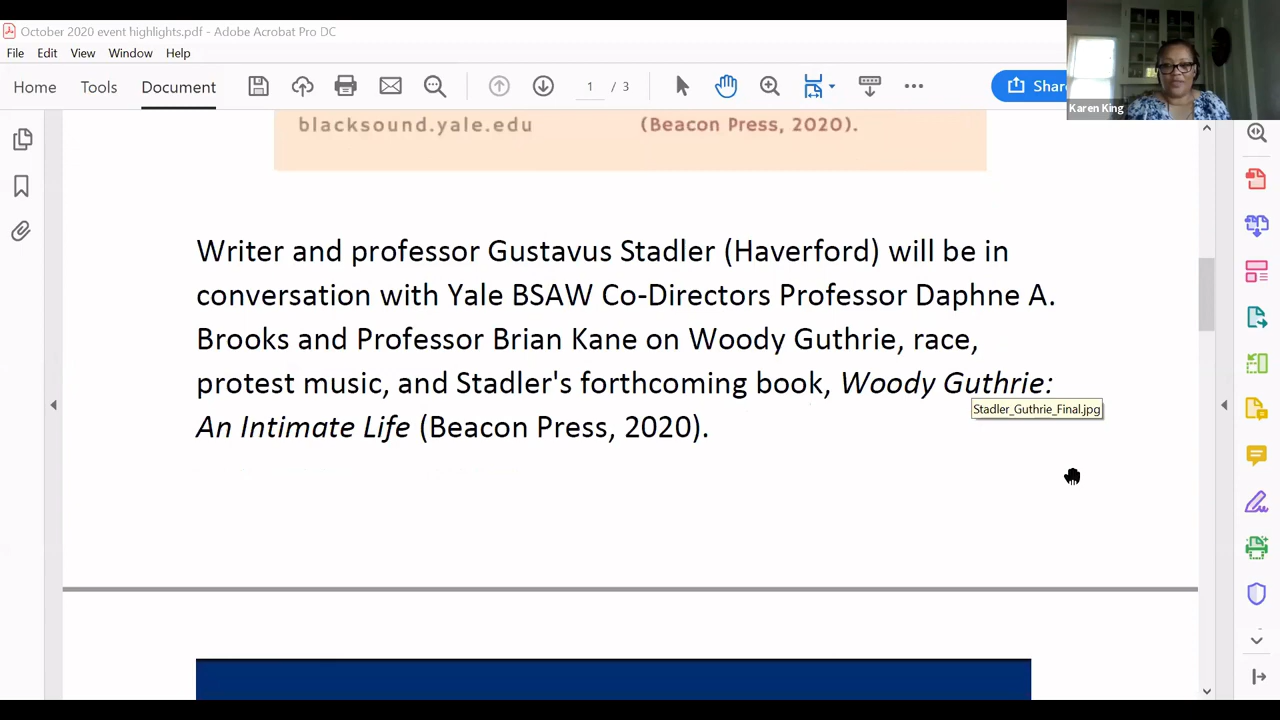 October 2020 event highlights.pdf - Adobe Acrobat Pro DC
File Edit View Window Help
Home Tools Document 1 / 3 Shar
Karen King
blacksound.yale.edu (Beacon Press, 2020).
Writer and professor Gustavus Stadler (Haverford) will be in
conversation with Yale BSAW Co-Directors Professor Daphne A.
Brooks and Professor Brian Kane on Woody Guthrie, race,
protest music, and Stadler's forthcoming book, Woody Guthrie:
Stadler_Guthrie_Final.jpg
An Intimate Life (Beacon Press, 2020).